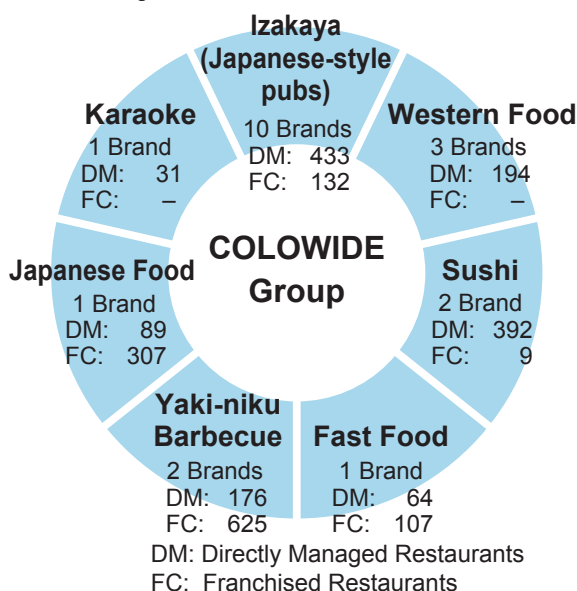 Izakaya
(Japanese-style
pubs)
10 Brands
DM: 433
FC: 132
Western Food
3 Brands
DM: 194
FC: –
Sushi
2 Brand
DM: 392
FC: 9
Fast Food
1 Brand
DM: 64
FC: 107
Yaki-niku
Barbecue
2 Brands
DM: 176
FC: 625
Japanese Food
1 Brand
DM: 89
FC: 307
Karaoke
1 Brand
DM: 31
FC: –
COLOWIDE
Group
DM: Directly Managed Restaurants
FC: Franchised Restaurants